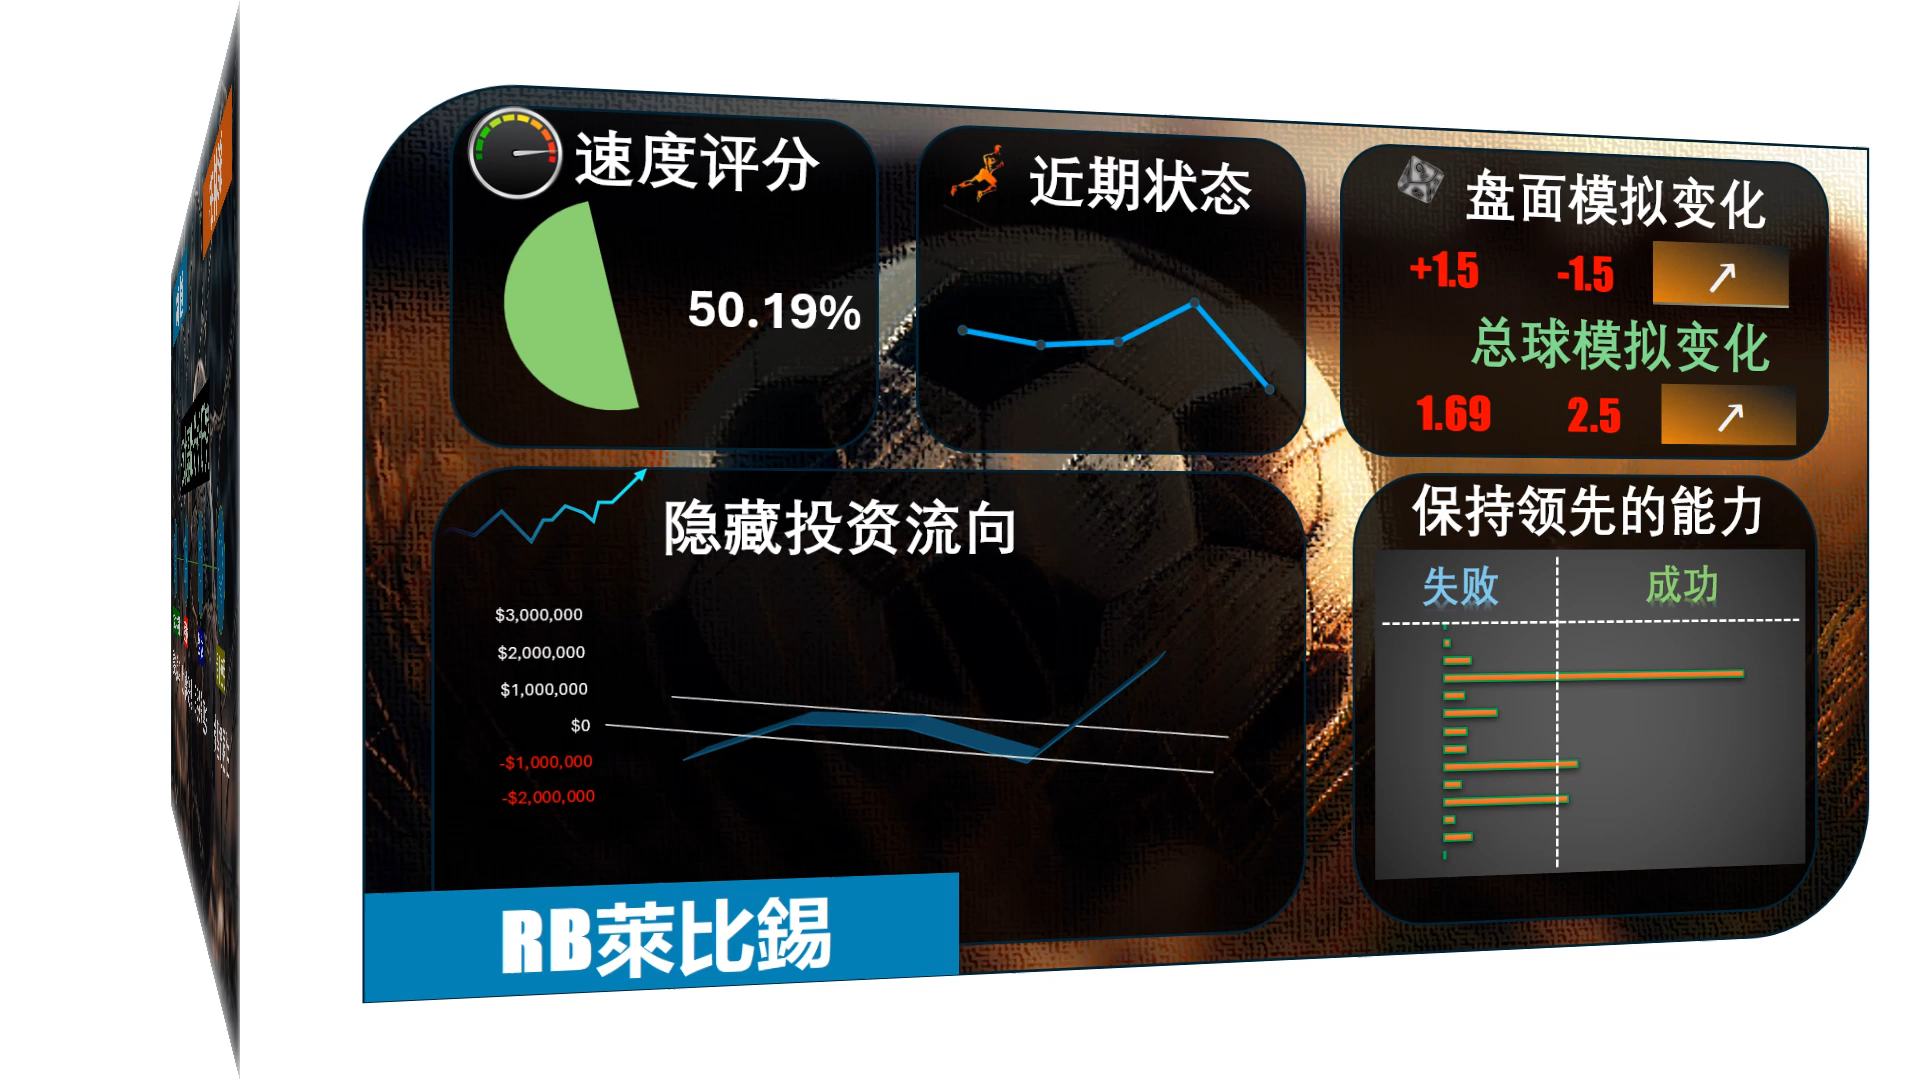 速度评分
50.19%
近期状态
盘面模拟变化
+1.5 -1.5 ↗
总球模拟变化
1.69 2.5 ↗
隐藏投资流向
$3,000,000
$2,000,000
$1,000,000
$0
-$1,000,000
-$2,000,000
保持领先的能力
失败 成功
RB萊比錫